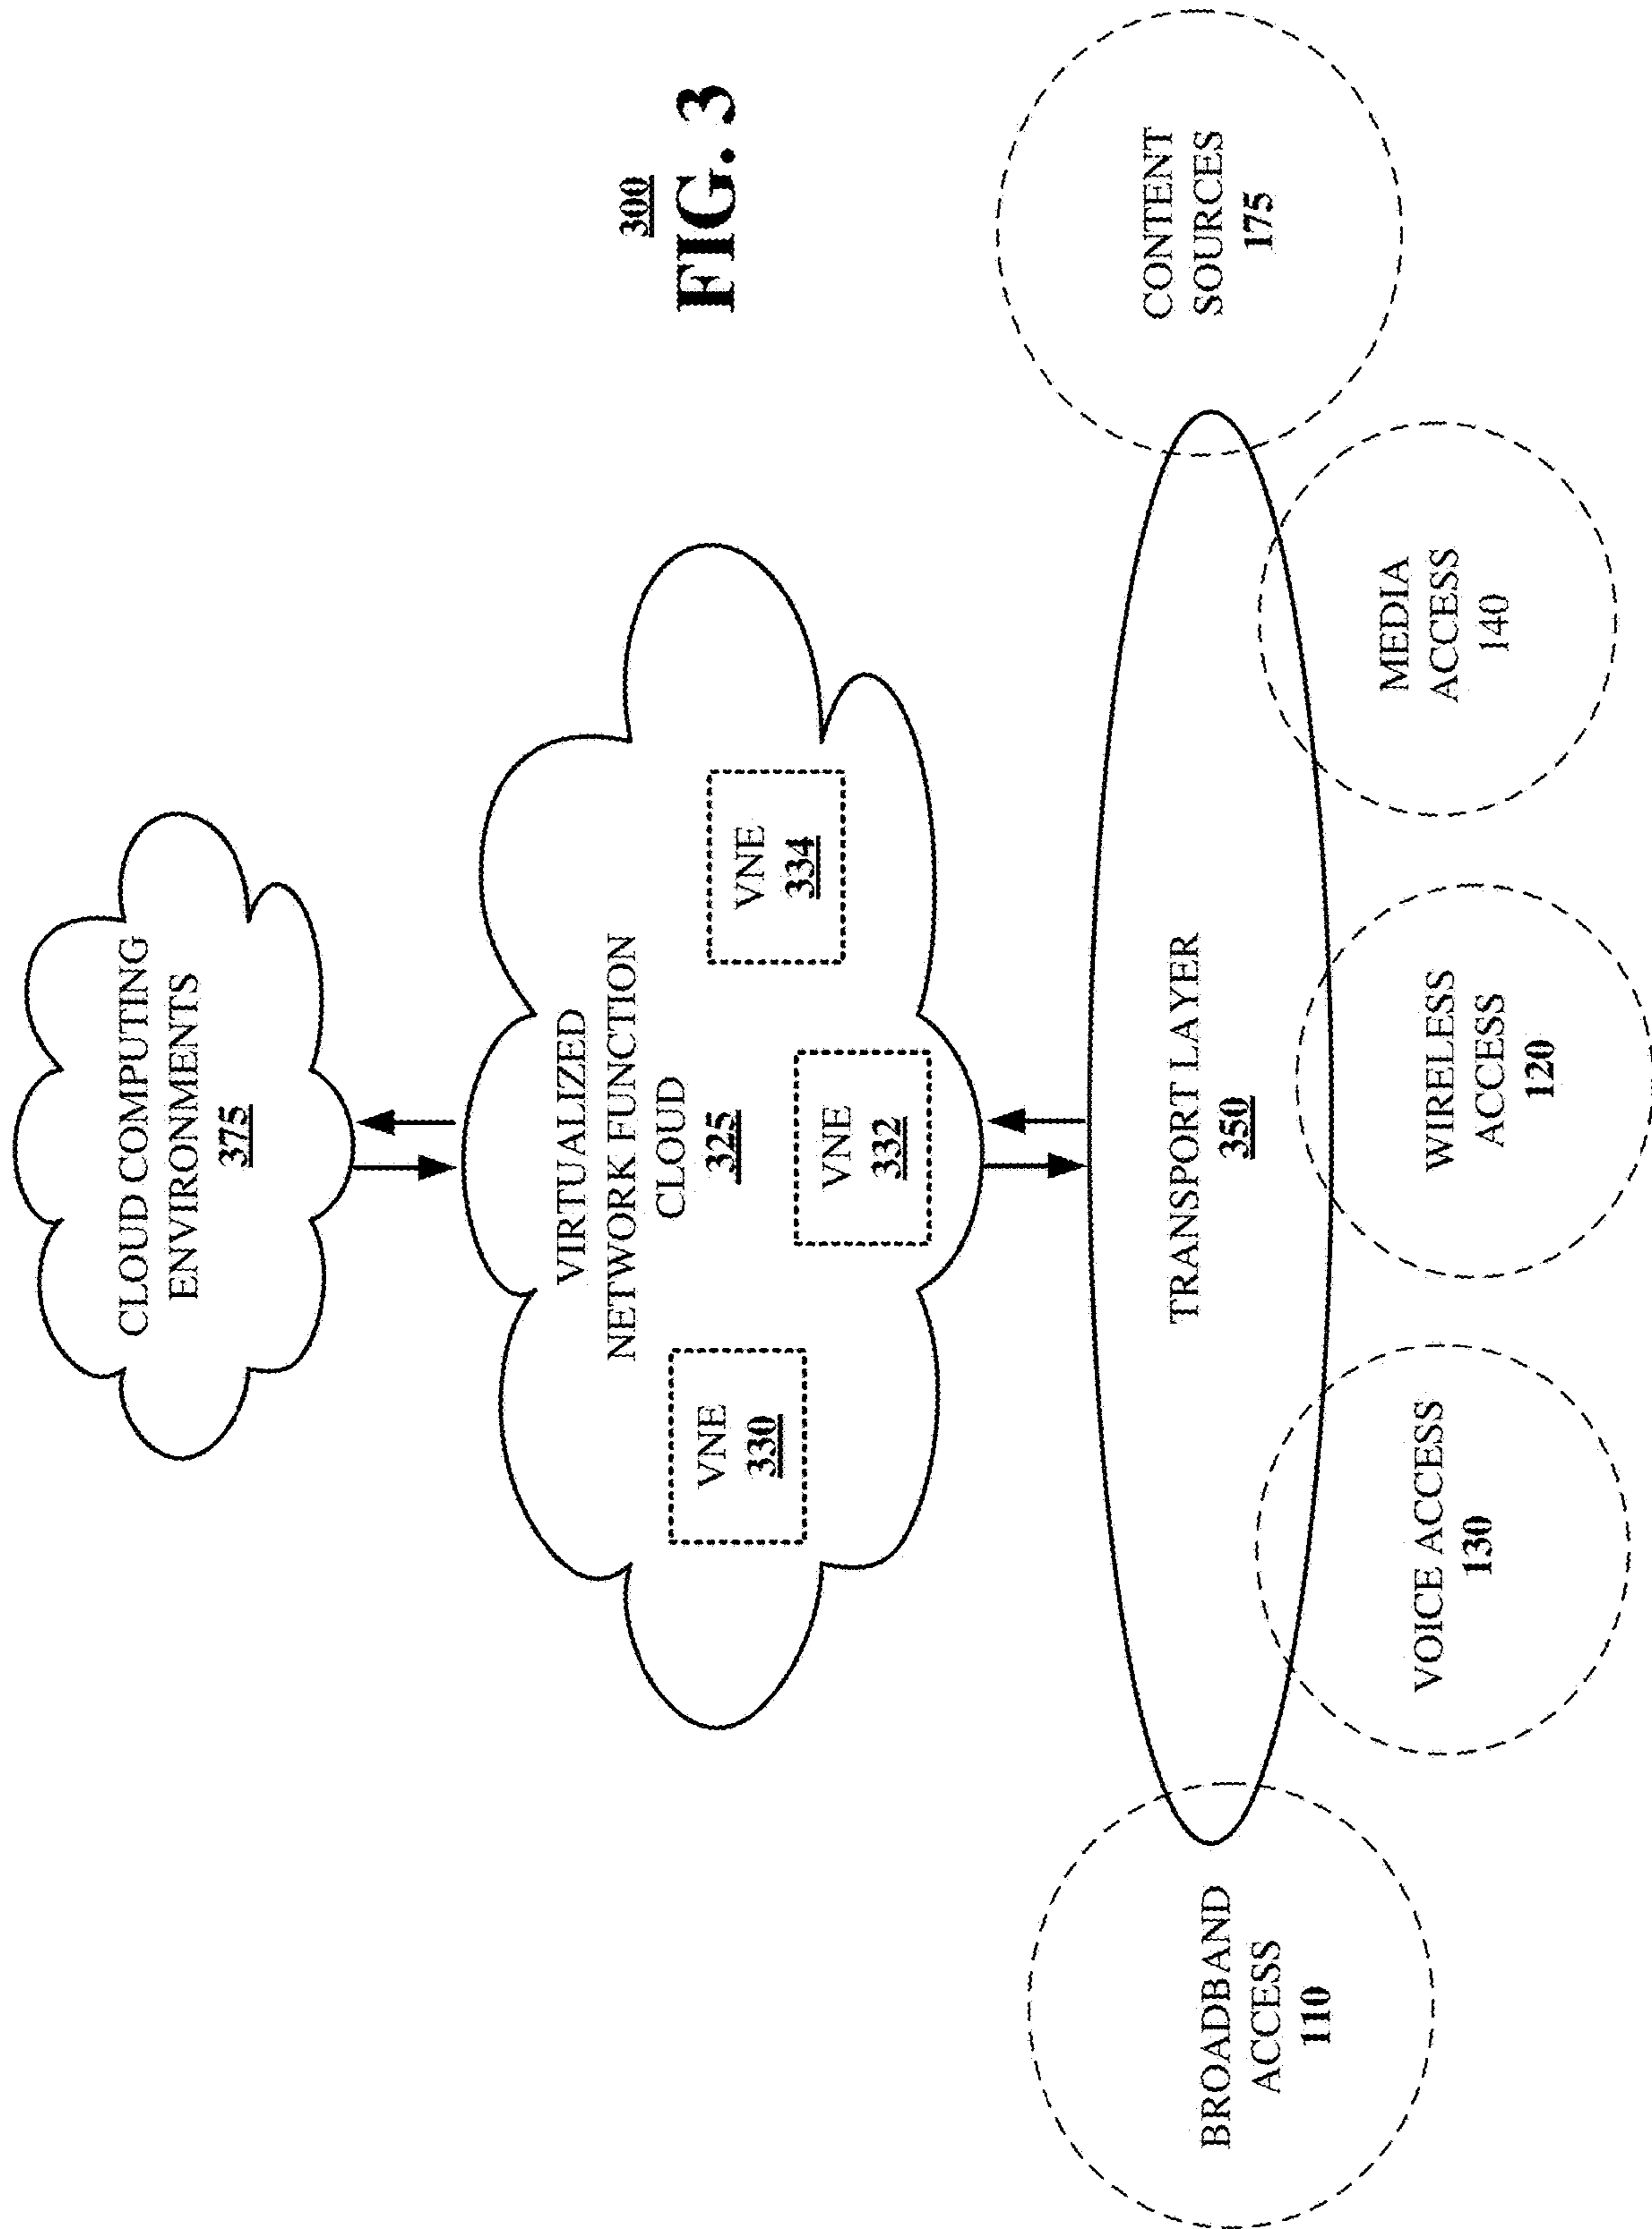 CLOUD COMPUTING
ENVIRONMENTS
375
VIRTUALIZED
NETWORK FUNCTION
CLOUD
325
VNE
330
VNE
332
VNE
334
300
FIG. 3
TRANSPORT LAYER
350
BROADBAND
ACCESS
110
VOICE ACCESS
130
WIRELESS
ACCESS
120
MEDIA
ACCESS
140
CONTENT
SOURCES
175